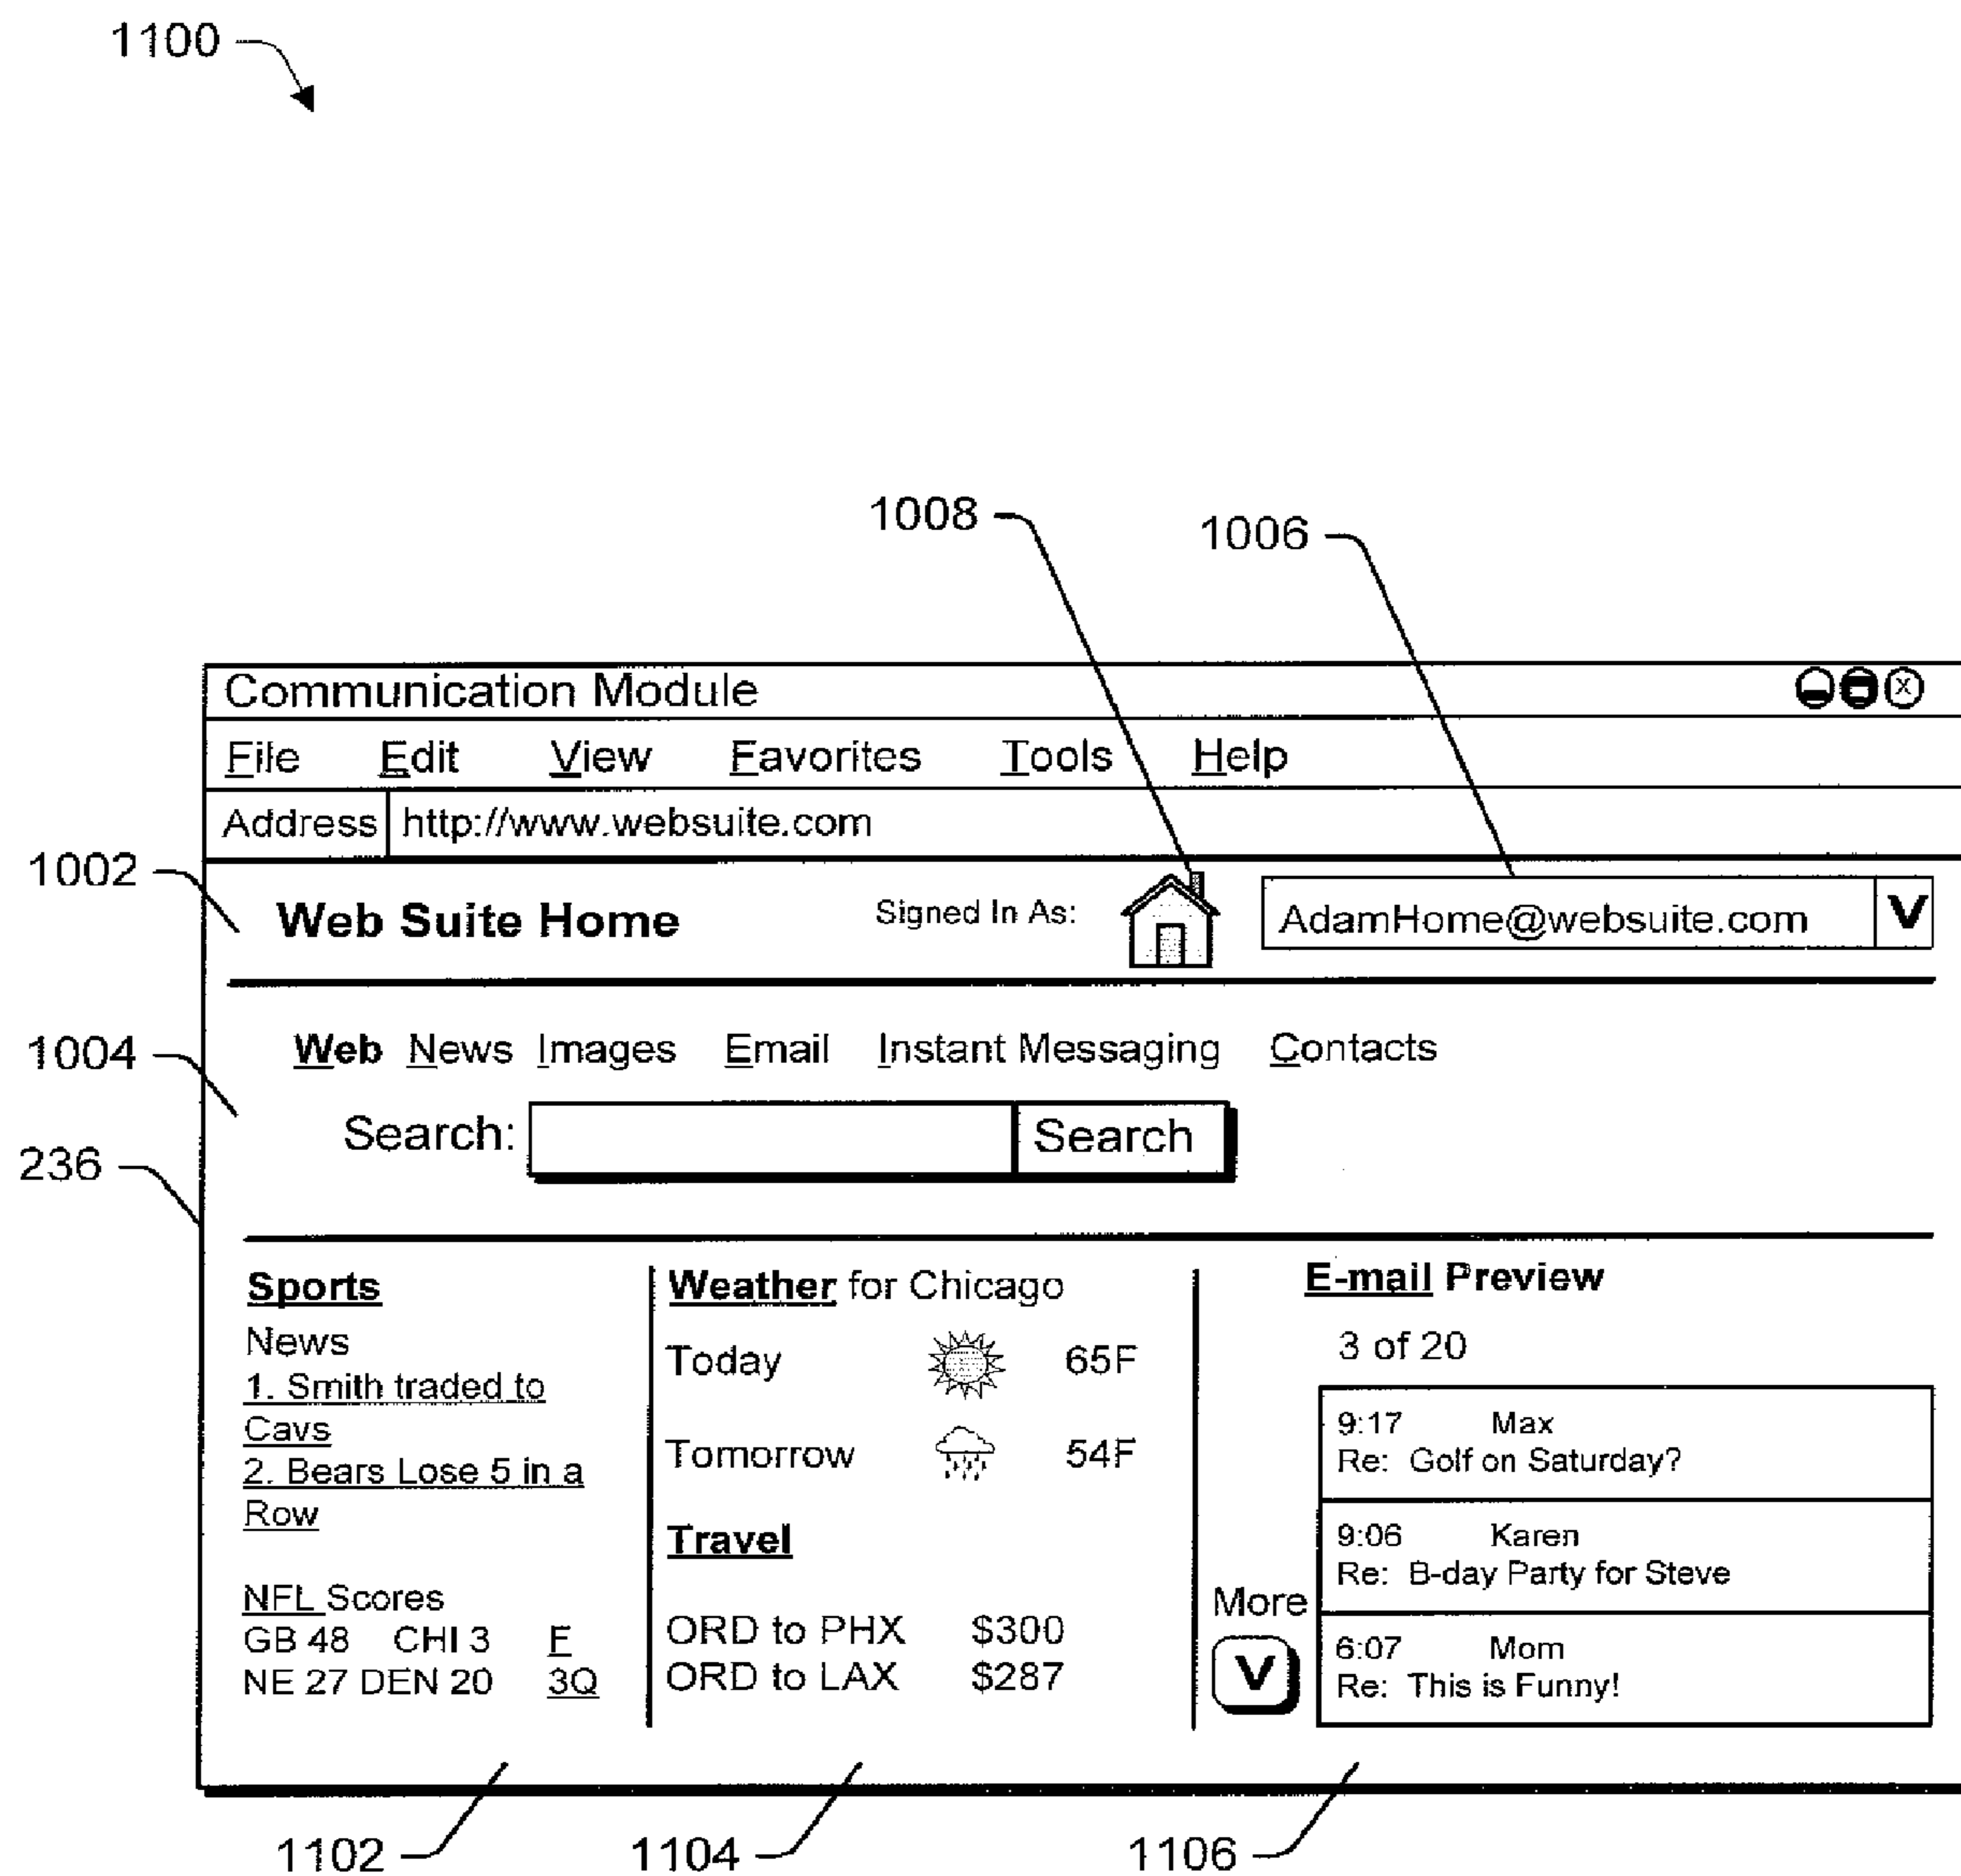 1100
1008
1006
Communication Module
X
File Edit View Favorites Tools Help
Address http://www.websuite.com
1002
Web Suite Home Signed In As: AdamHome@websuite.com V
1004
Web News Images Email Instant Messaging Contacts
Search: Search
236
Sports
News
1. Smith traded to
Cavs
2. Bears Lose 5 in a
Row
NFL Scores
GB 48 CHI 3 F
NE 27 DEN 20 3Q
Weather for Chicago
Today 65F
Tomorrow 54F
Travel
ORD to PHX $300
ORD to LAX $287
E-mail Preview
3 of 20
9:17 Max
Re: Golf on Saturday?
9:06 Karen
Re: B-day Party for Steve
6:07 Mom
Re: This is Funny!
More
V
1102
1104
1106